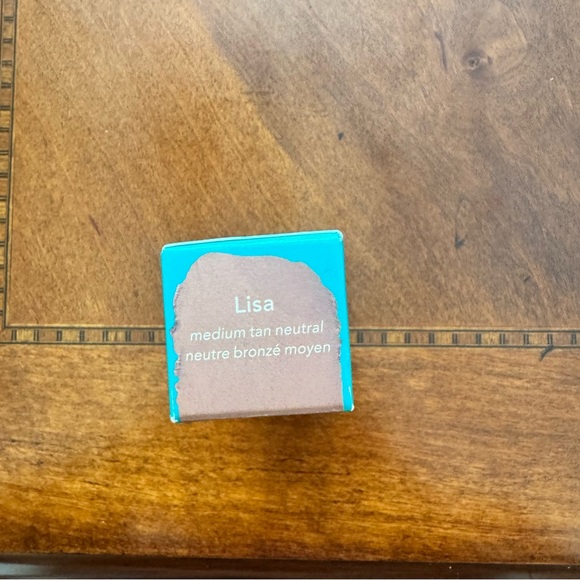 Lisa
medium tan neutral
neutre bronzé moyen